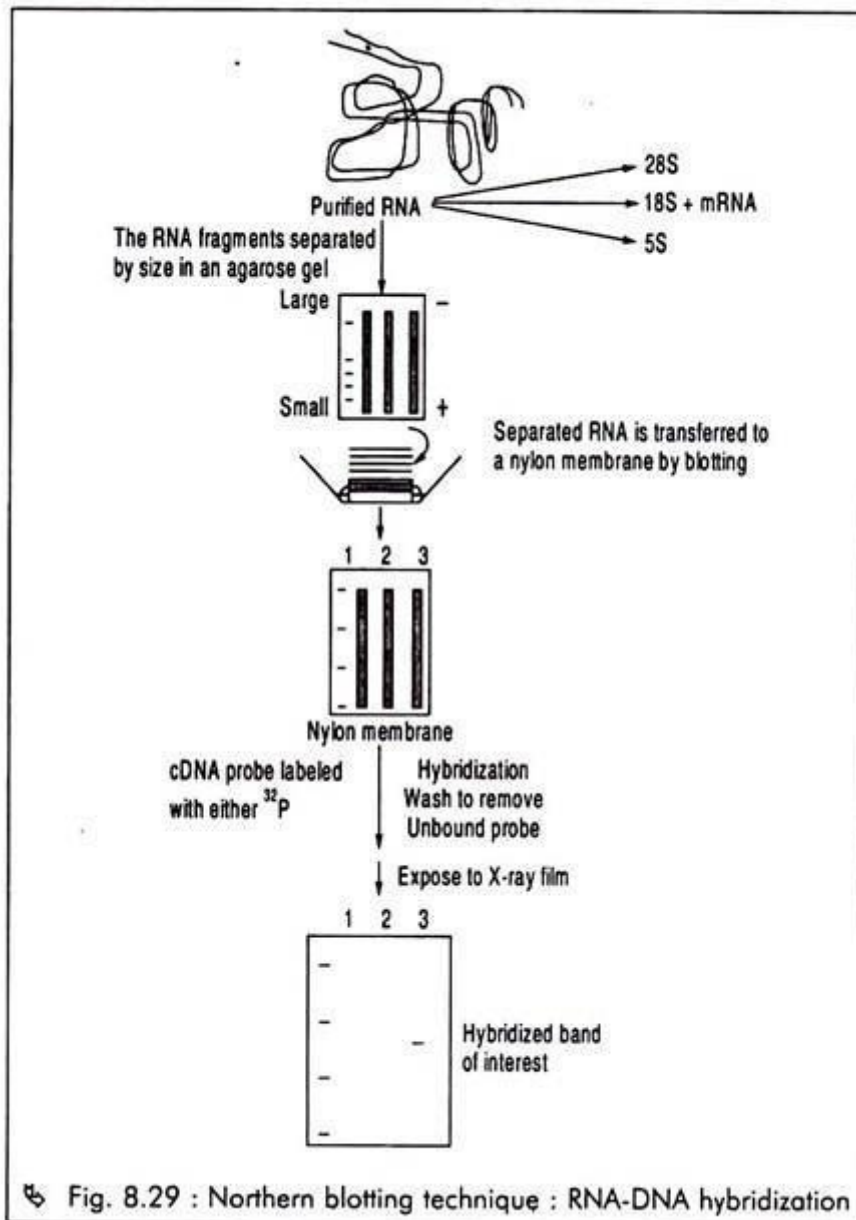 28S
Purified RNA
18S + mRNA
5S
The RNA fragments separated
by size in an agarose gel
Large
–
Small
+
Separated RNA is transferred to
a nylon membrane by blotting
1 2 3
Nylon membrane
cDNA probe labeled
with either ³²P
Hybridization
Wash to remove
Unbound probe
Expose to X-ray film
1 2 3
Hybridized band
of interest
Fig. 8.29 : Northern blotting technique : RNA-DNA hybridization